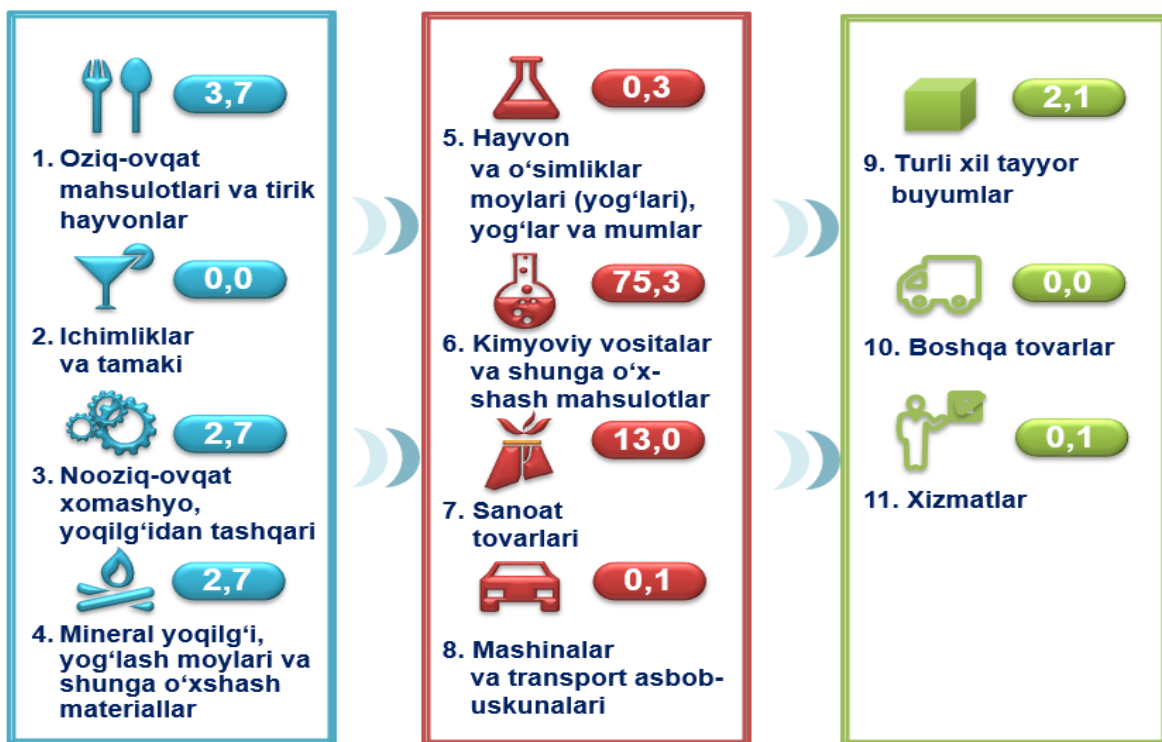 3,7
1. Oziq-ovqat
mahsulotlari va tirik
hayvonlar
0,0
2. Ichimliklar
va tamaki
2,7
3. Nooziq-ovqat
xomashyo,
yoqilg‘idan tashqari
2,7
4. Mineral yoqilg‘i,
yog‘lash moylari va
shunga o‘xshash
materiallar
0,3
5. Hayvon
va o‘simliklar
moylari (yog‘lari),
yog‘lar va mumlar
75,3
6. Kimyoviy vositalar
va shunga o‘x-
shash mahsulotlar
13,0
7. Sanoat
tovarlari
0,1
8. Mashinalar
va transport asbob-
uskunalari
2,1
9. Turli xil tayyor
buyumlar
0,0
10. Boshqa tovarlar
0,1
11. Xizmatlar